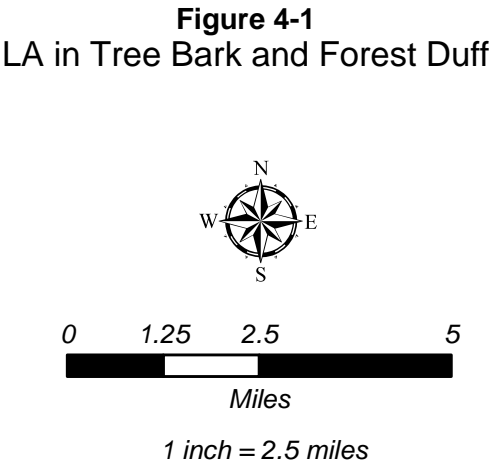 Figure 4-1
LA in Tree Bark and Forest Duff
N
W E
S
0 1.25 2.5 5
Miles
1 inch = 2.5 miles